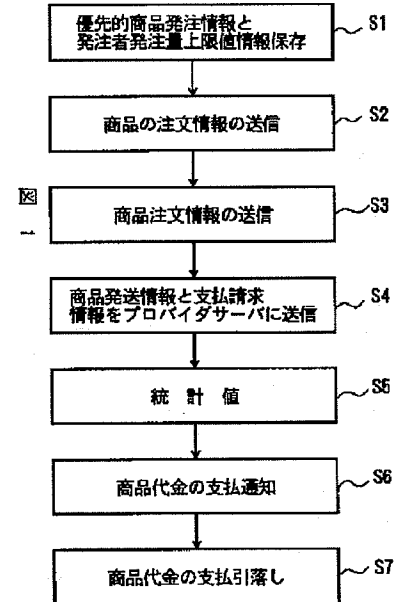 優先的商品発注情報と
発注者発注量上限値情報保存
S1
商品の注文情報の送信
S2
図一
商品注文情報の送信
S3
商品発送情報と支払請求
情報をプロバイダサーバに送信
S4
統 計 値
S5
商品代金の支払通知
S6
商品代金の支払引落し
S7